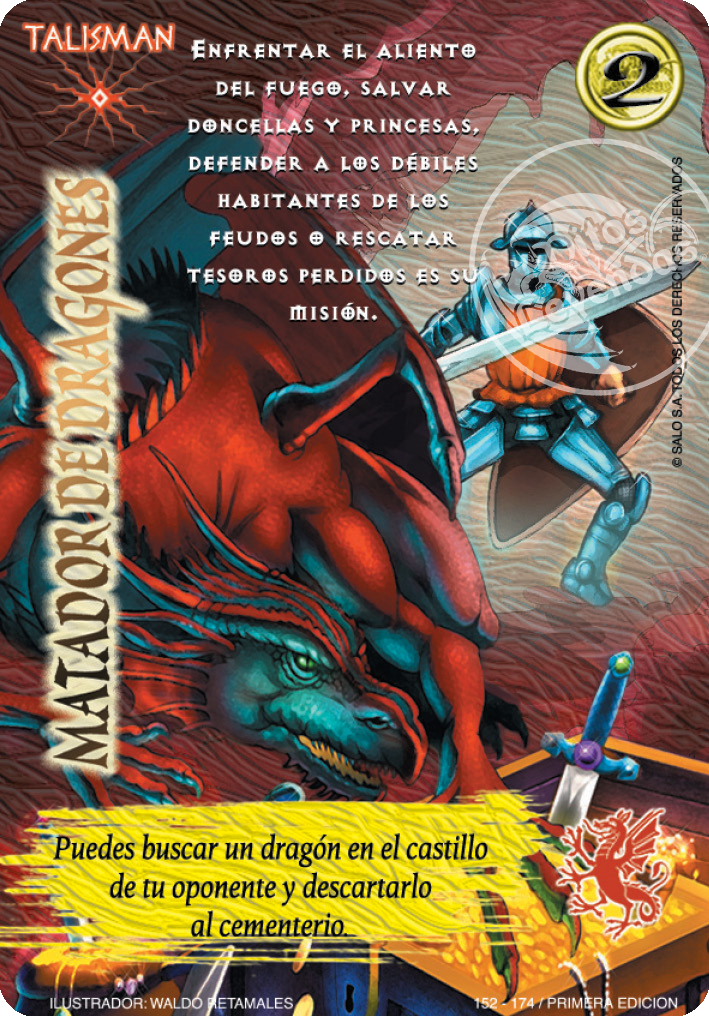 TALISMAN
2
Enfrentar el aliento
del fuego, salvar
doncellas y princesas,
defender a los débiles
habitantes de los
feudos o rescatar
tesoros perdidos es su
misión.
MATADOR DE DRAGONES
Mitos y Leyendas
© SALO S.A. TODOS LOS DERECHOS RESERVADOS
Puedes buscar un dragón en el castillo
de tu oponente y descartarlo
al cementerio.
ILUSTRADOR: WALDO RETAMALES
152 - 174 / PRIMERA EDICION